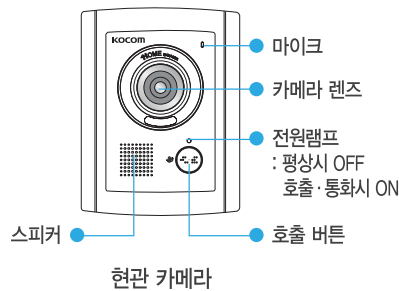 KOCOM
HOME
마이크
카메라 렌즈
전원램프
: 평상시 OFF
호출·통화시 ON
스피커
호출 버튼
현관 카메라